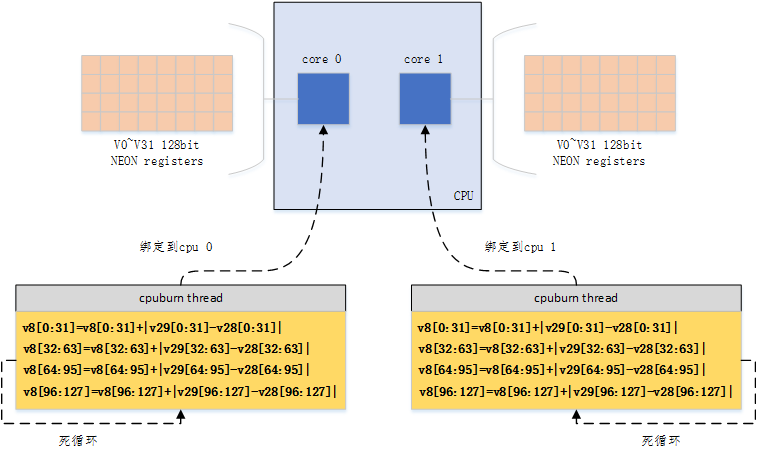 core 0
core 1
V0~V31 128bit
NEON registers
V0~V31 128bit
NEON registers
CPU
绑定到cpu 0
绑定到cpu 1
cpuburn thread
v8[0:31]=v8[0:31]+|v29[0:31]-v28[0:31]|
v8[32:63]=v8[32:63]+|v29[32:63]-v28[32:63]|
v8[64:95]=v8[64:95]+|v29[64:95]-v28[64:95]|
v8[96:127]=v8[96:127]+|v29[96:127]-v28[96:127]|
死循环
cpuburn thread
v8[0:31]=v8[0:31]+|v29[0:31]-v28[0:31]|
v8[32:63]=v8[32:63]+|v29[32:63]-v28[32:63]|
v8[64:95]=v8[64:95]+|v29[64:95]-v28[64:95]|
v8[96:127]=v8[96:127]+|v29[96:127]-v28[96:127]|
死循环